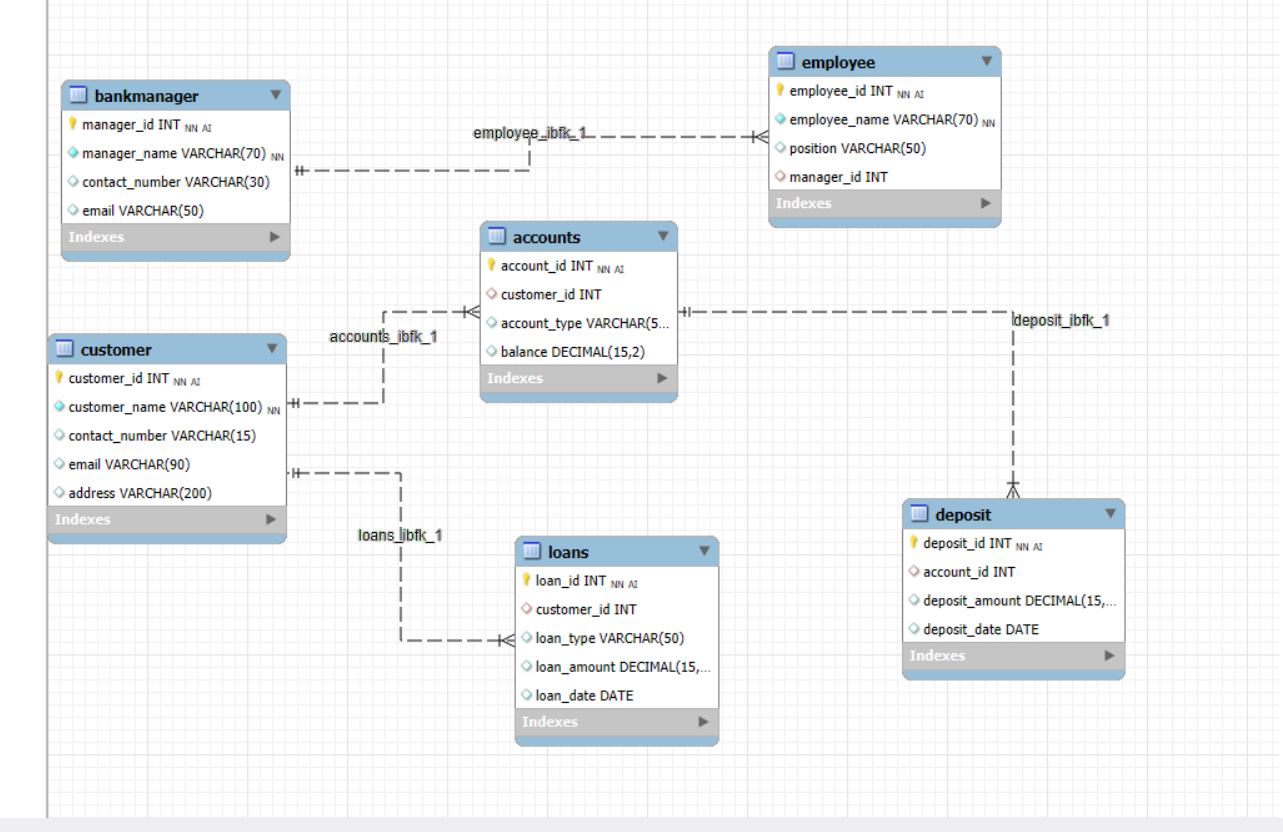 bankmanager
manager_id INT NN AI
manager_name VARCHAR(70) NN
contact_number VARCHAR(30)
email VARCHAR(50)
Indexes
employee_ibfk_1
employee
employee_id INT NN AI
employee_name VARCHAR(70) NN
position VARCHAR(50)
manager_id INT
Indexes
accounts
account_id INT NN AI
customer_id INT
account_type VARCHAR(5...
balance DECIMAL(15,2)
Indexes
accounts_ibfk_1
deposit_ibfk_1
customer
customer_id INT NN AI
customer_name VARCHAR(100) NN
contact_number VARCHAR(15)
email VARCHAR(90)
address VARCHAR(200)
Indexes
loans_ibfk_1
loans
loan_id INT NN AI
customer_id INT
loan_type VARCHAR(50)
loan_amount DECIMAL(15,...
loan_date DATE
Indexes
deposit
deposit_id INT NN AI
account_id INT
deposit_amount DECIMAL(15,...
deposit_date DATE
Indexes